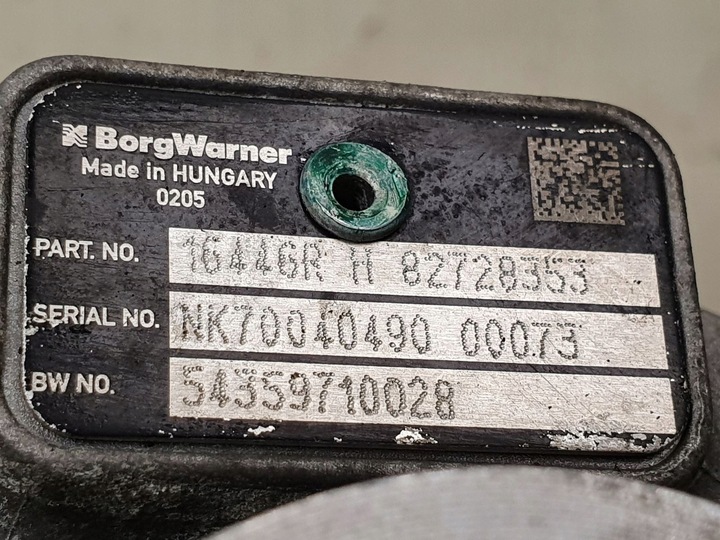 BorgWarner
Made in HUNGARY
0205
PART. NO. 16446R H 82728353
SERIAL NO. NK70040490 00073
BW NO. 54359710028